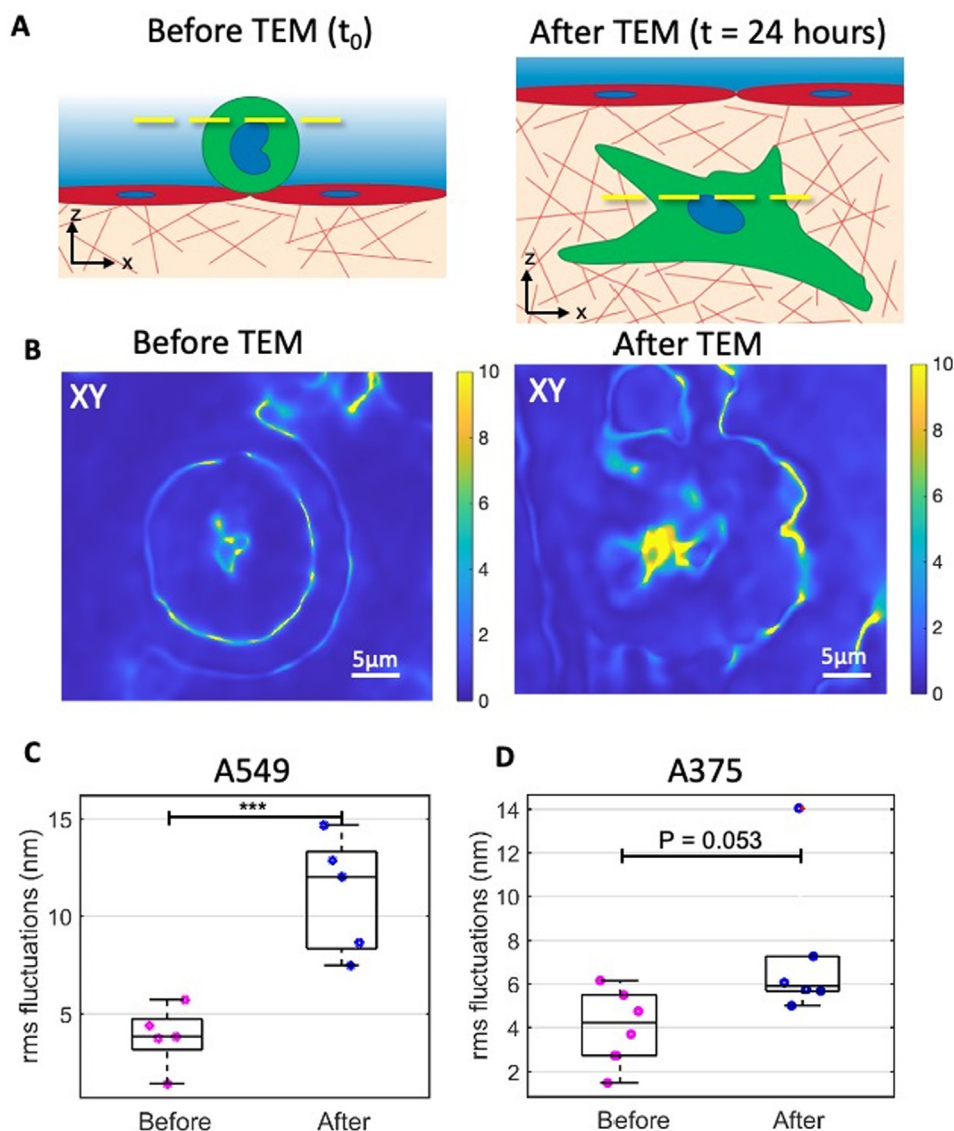 A
Before TEM (t₀)
After TEM (t = 24 hours)
z
x
z
x
B
Before TEM
After TEM
XY
5μm
10
8
6
4
2
0
XY
5μm
10
8
6
4
2
0
C
A549
***
15
10
5
rms fluctuations (nm)
Before
After
D
A375
P = 0.053
14
12
10
8
6
4
2
rms fluctuations (nm)
Before
After